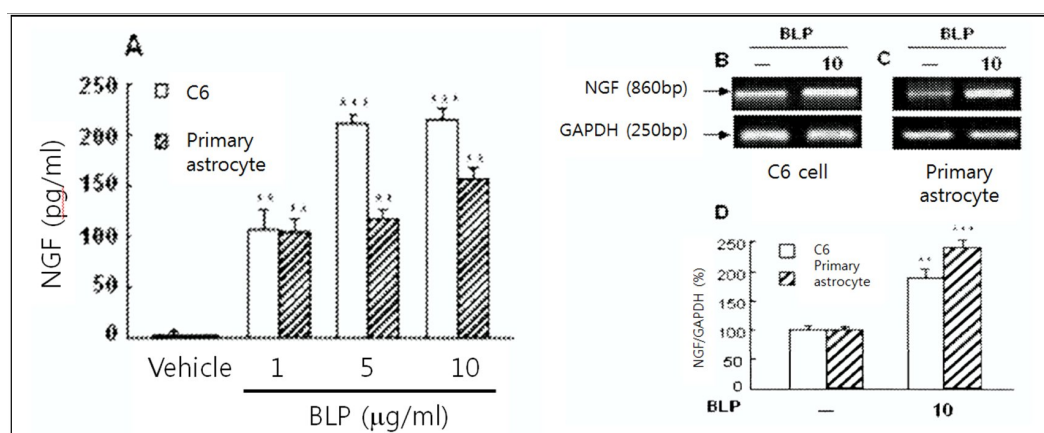 A
250
200
150
100
50
0
NGF (pg/ml)
C6
Primary
astrocyte
** ** *** ** *** **
Vehicle 1 5 10
BLP (μg/ml)
BLP BLP
B — 10 C — 10
NGF (860bp)
GAPDH (250bp)
C6 cell Primary
astrocyte
D
250
200
150
100
50
0
NGF/GAPDH (%)
C6
Primary
astrocyte
** ***
BLP — 10